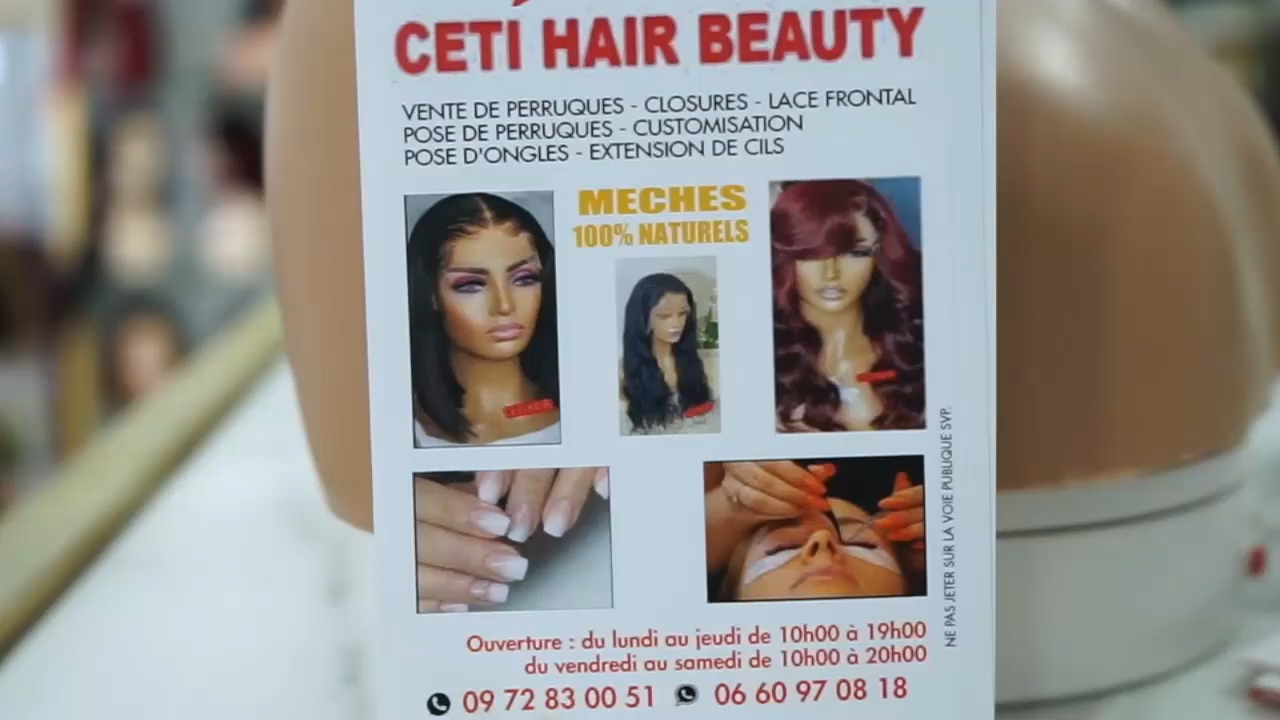 CETI HAIR BEAUTY
VENTE DE PERRUQUES - CLOSURES - LACE FRONTAL
POSE DE PERRUQUES - CUSTOMISATION
POSE D'ONGLES - EXTENSION DE CILS
MECHES
100% NATURELS
NE PAS JETER SUR LA VOIE PUBLIQUE SVP.
Ouverture : du lundi au jeudi de 10h00 à 19h00
du vendredi au samedi de 10h00 à 20h00
09 72 83 00 51 06 60 97 08 18